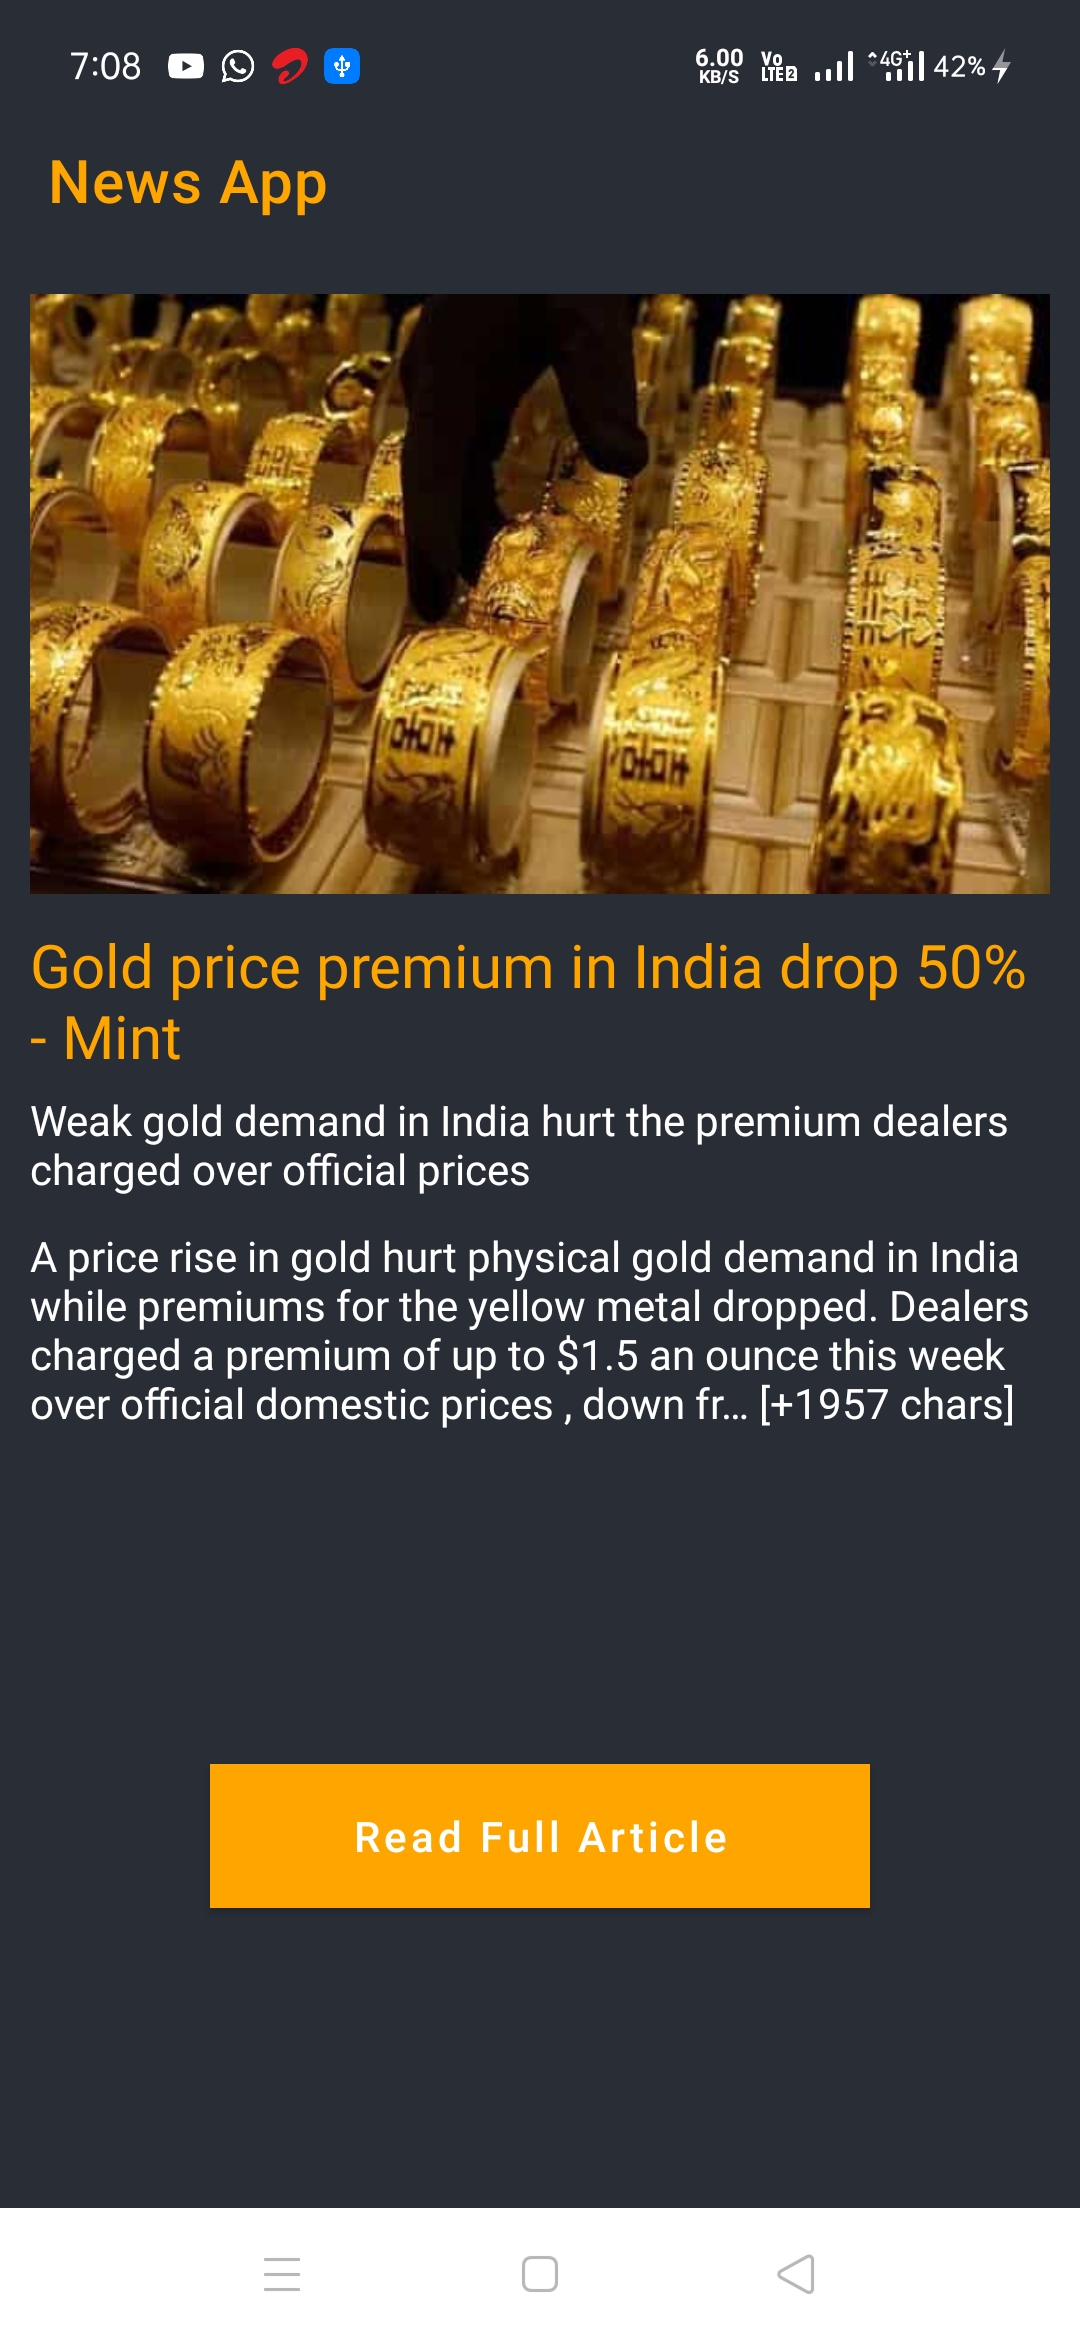 7:08
6.00 KB/S Vo LTE 2 4G+ 42%
News App
Gold price premium in India drop 50%
- Mint
Weak gold demand in India hurt the premium dealers
charged over official prices
A price rise in gold hurt physical gold demand in India
while premiums for the yellow metal dropped. Dealers
charged a premium of up to $1.5 an ounce this week
over official domestic prices , down fr… [+1957 chars]
Read Full Article